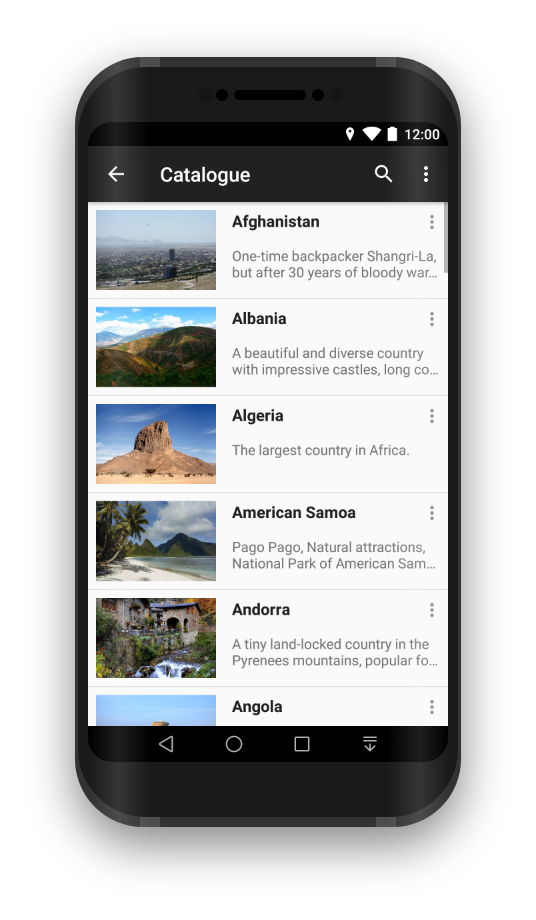 12:00
Catalogue
Afghanistan
One-time backpacker Shangri-La,
but after 30 years of bloody war…
Albania
A beautiful and diverse country
with impressive castles, long co…
Algeria
The largest country in Africa.
American Samoa
Pago Pago, Natural attractions,
National Park of American Sam…
Andorra
A tiny land-locked country in the
Pyrenees mountains, popular fo…
Angola